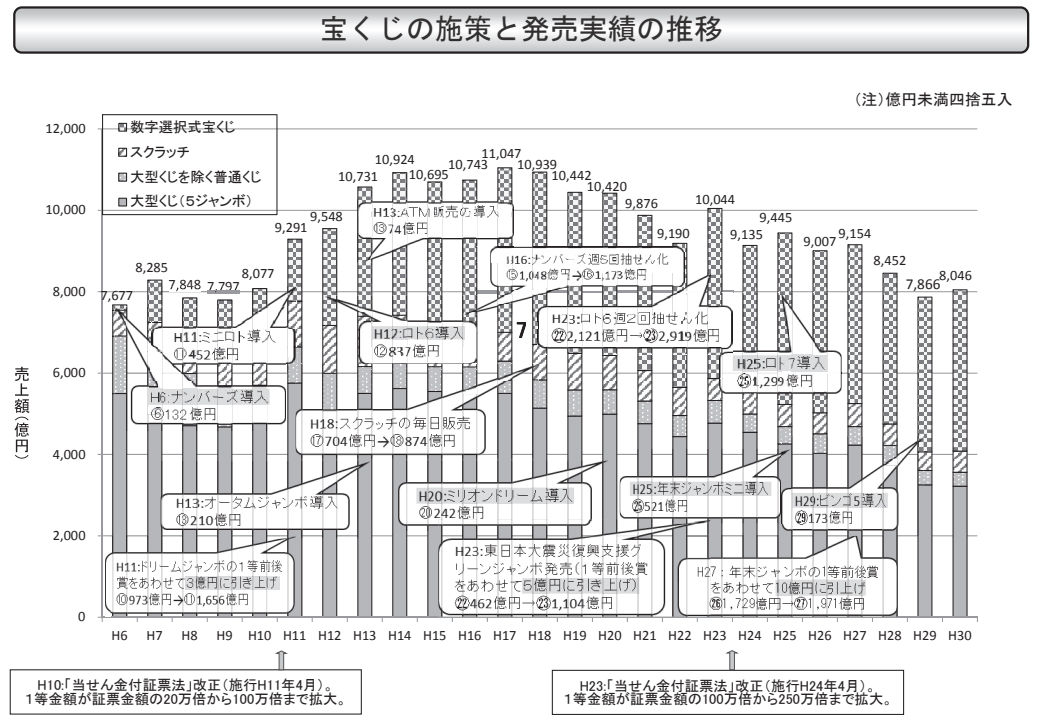 宝くじの施策と発売実績の推移
（注）億円未満四捨五入
数字選択式宝くじ
スクラッチ
大型くじを除く普通くじ
大型くじ（５ジャンボ）
売上額（億円）
12,000
10,000
8,000
6,000
4,000
2,000
0
7,677
8,285
7,848
7,797
8,077
9,291
9,548
10,731
10,924
10,695
10,743
11,047
10,939
10,442
10,420
9,876
9,190
10,044
9,135
9,445
9,007
9,154
8,452
7,866
8,046
H13:ATM販売の導入
⑬74億円
H16:ナンバーズ週5回抽せん化
⑮1,048億円→⑯1,173億円
H11:ミニロト導入
⑪452億円
H12:ロト6導入
⑫837億円
7
H23:ロト６週２回抽せん化
㉒2,121億円→㉓2,919億円
H25:ロト７導入
㉕1,299億円
H6:ナンバーズ導入
⑥132億円
H18:スクラッチの毎日販売
⑰704億円→⑱874億円
H13:オータムジャンボ導入
⑬210億円
H20:ミリオンドリーム導入
⑳242億円
H25:年末ジャンボミニ導入
㉕521億円
H29:ビンゴ5導入
㉙173億円
H11:ドリームジャンボの１等前後
賞をあわせて３億円に引き上げ
⑩973億円→⑪1,656億円
H23:東日本大震災復興支援グ
リーンジャンボ発売（１等前後賞
をあわせて５億円に引き上げ）
㉒462億円→㉓1,104億円
H27：年末ジャンボの1等前後賞
をあわせて10億円に引上げ
㉖1,729億円→㉗1,971億円
H6 H7 H8 H9 H10 H11 H12 H13 H14 H15 H16 H17 H18 H19 H20 H21 H22 H23 H24 H25 H26 H27 H28 H29 H30
H10:「当せん金付証票法」改正（施行H11年4月）。
１等金額が証票金額の20万倍から100万倍まで拡大。
H23:「当せん金付証票法」改正（施行H24年4月）。
１等金額が証票金額の100万倍から250万倍まで拡大。